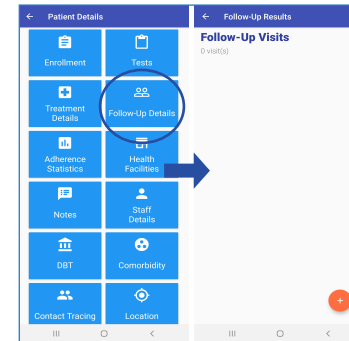 ← Patient Details
Enrollment
Tests
Treatment
Details
Follow-Up Details
Adherence
Statistics
Health
Facilities
Notes
Staff
Details
DBT
Comorbidity
Contact Tracing
Location
← Follow-Up Results
Follow-Up Visits
0 visit(s)
+